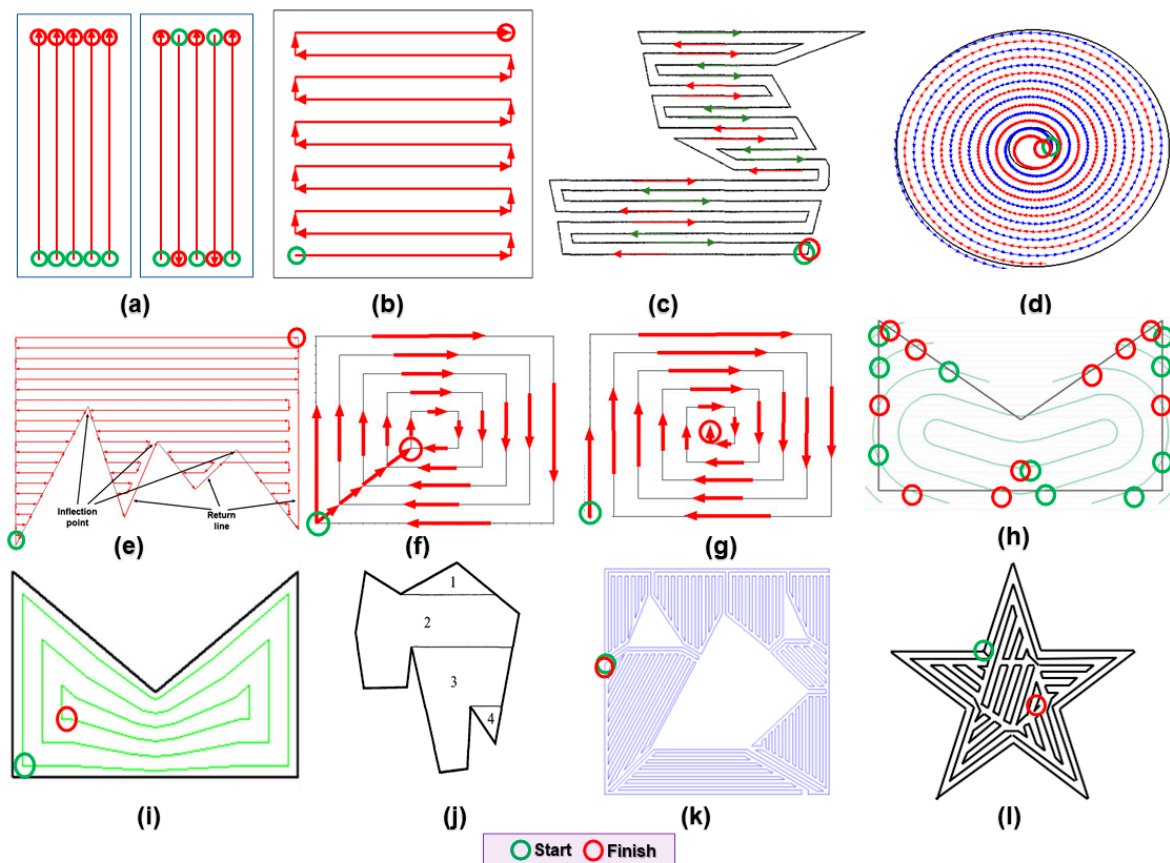 (a)
(b)
(c)
(d)
Inflection
point
Return
line
(e)
(f)
(g)
(h)
1
2
3
4
(i)
(j)
(k)
(l)
Start
Finish